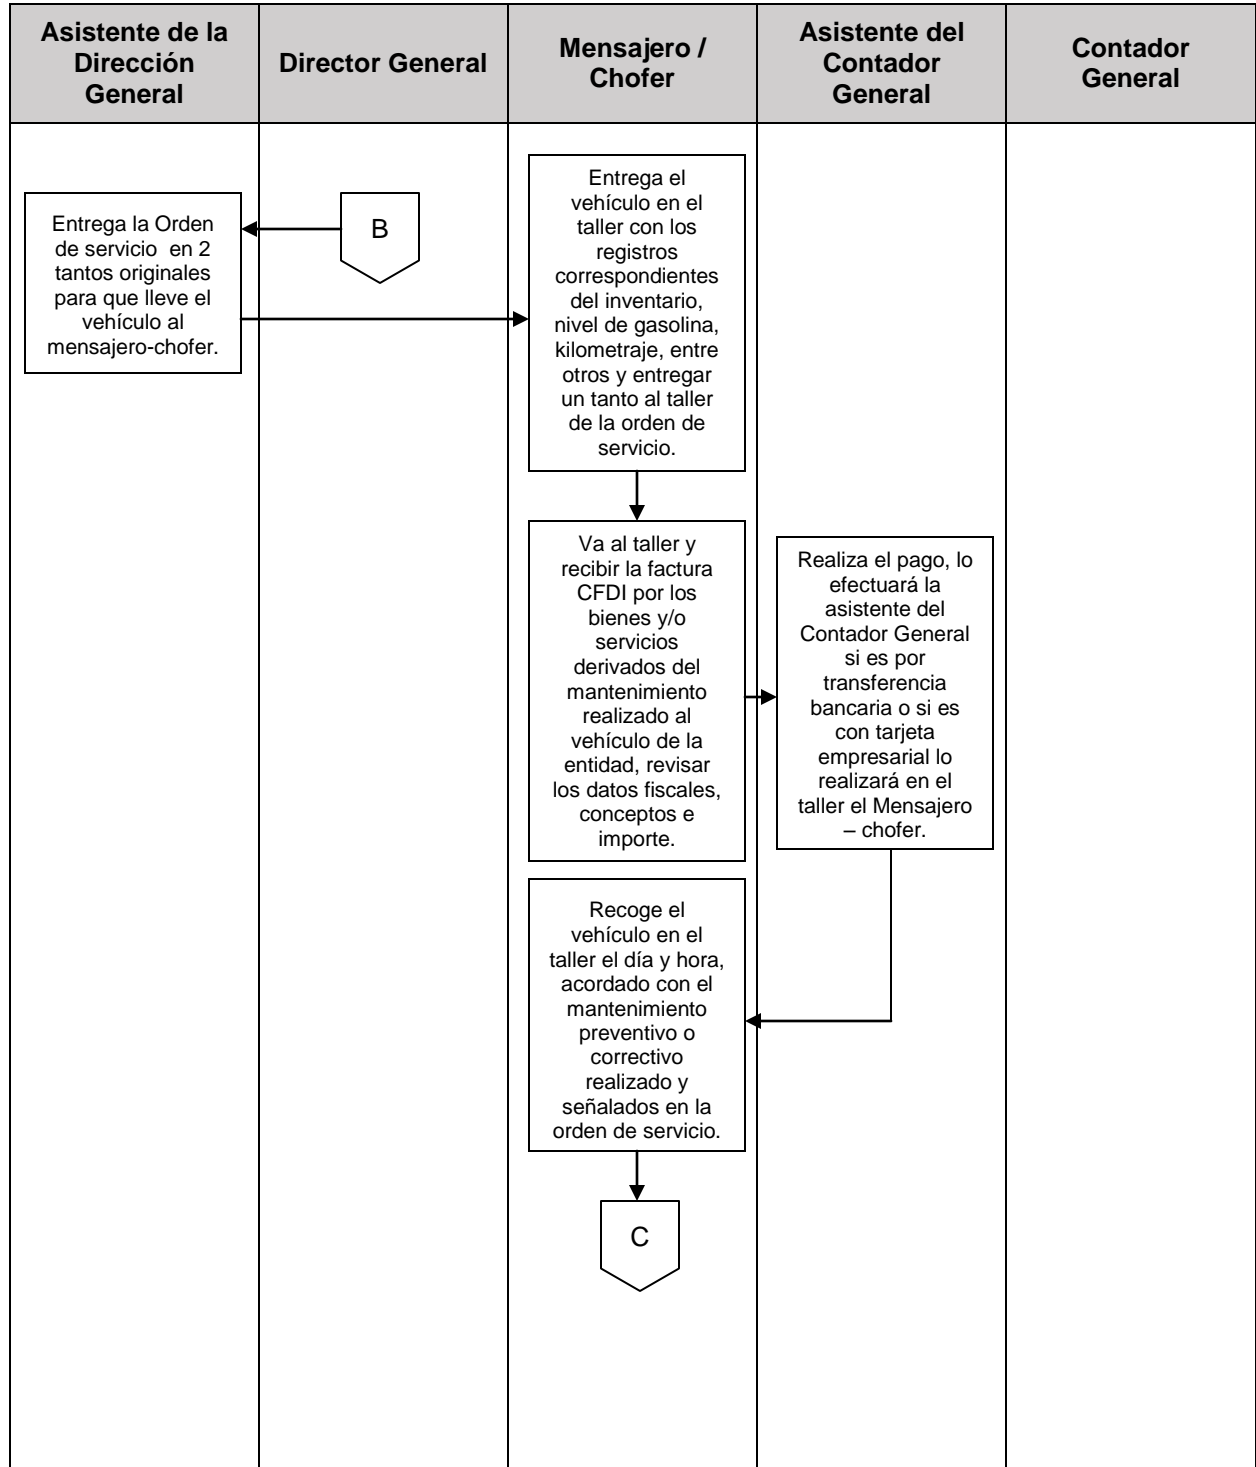 Asistente de la
Dirección
General
Director General
Mensajero /
Chofer
Asistente del
Contador
General
Contador
General
B
Entrega la Orden
de servicio en 2
tantos originales
para que lleve el
vehículo al
mensajero-chofer.
Entrega el
vehículo en el
taller con los
registros
correspondientes
del inventario,
nivel de gasolina,
kilometraje, entre
otros y entregar
un tanto al taller
de la orden de
servicio.
Va al taller y
recibir la factura
CFDI por los
bienes y/o
servicios
derivados del
mantenimiento
realizado al
vehículo de la
entidad, revisar
los datos fiscales,
conceptos e
importe.
Realiza el pago, lo
efectuará la
asistente del
Contador General
si es por
transferencia
bancaria o si es
con tarjeta
empresarial lo
realizará en el
taller el Mensajero
– chofer.
Recoge el
vehículo en el
taller el día y hora,
acordado con el
mantenimiento
preventivo o
correctivo
realizado y
señalados en la
orden de servicio.
C